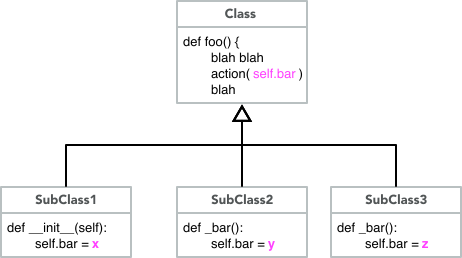 Class
def foo() {
blah blah
action( self.bar )
blah
SubClass1
def __init__(self):
self.bar = x
SubClass2
def _bar():
self.bar = y
SubClass3
def _bar():
self.bar = z